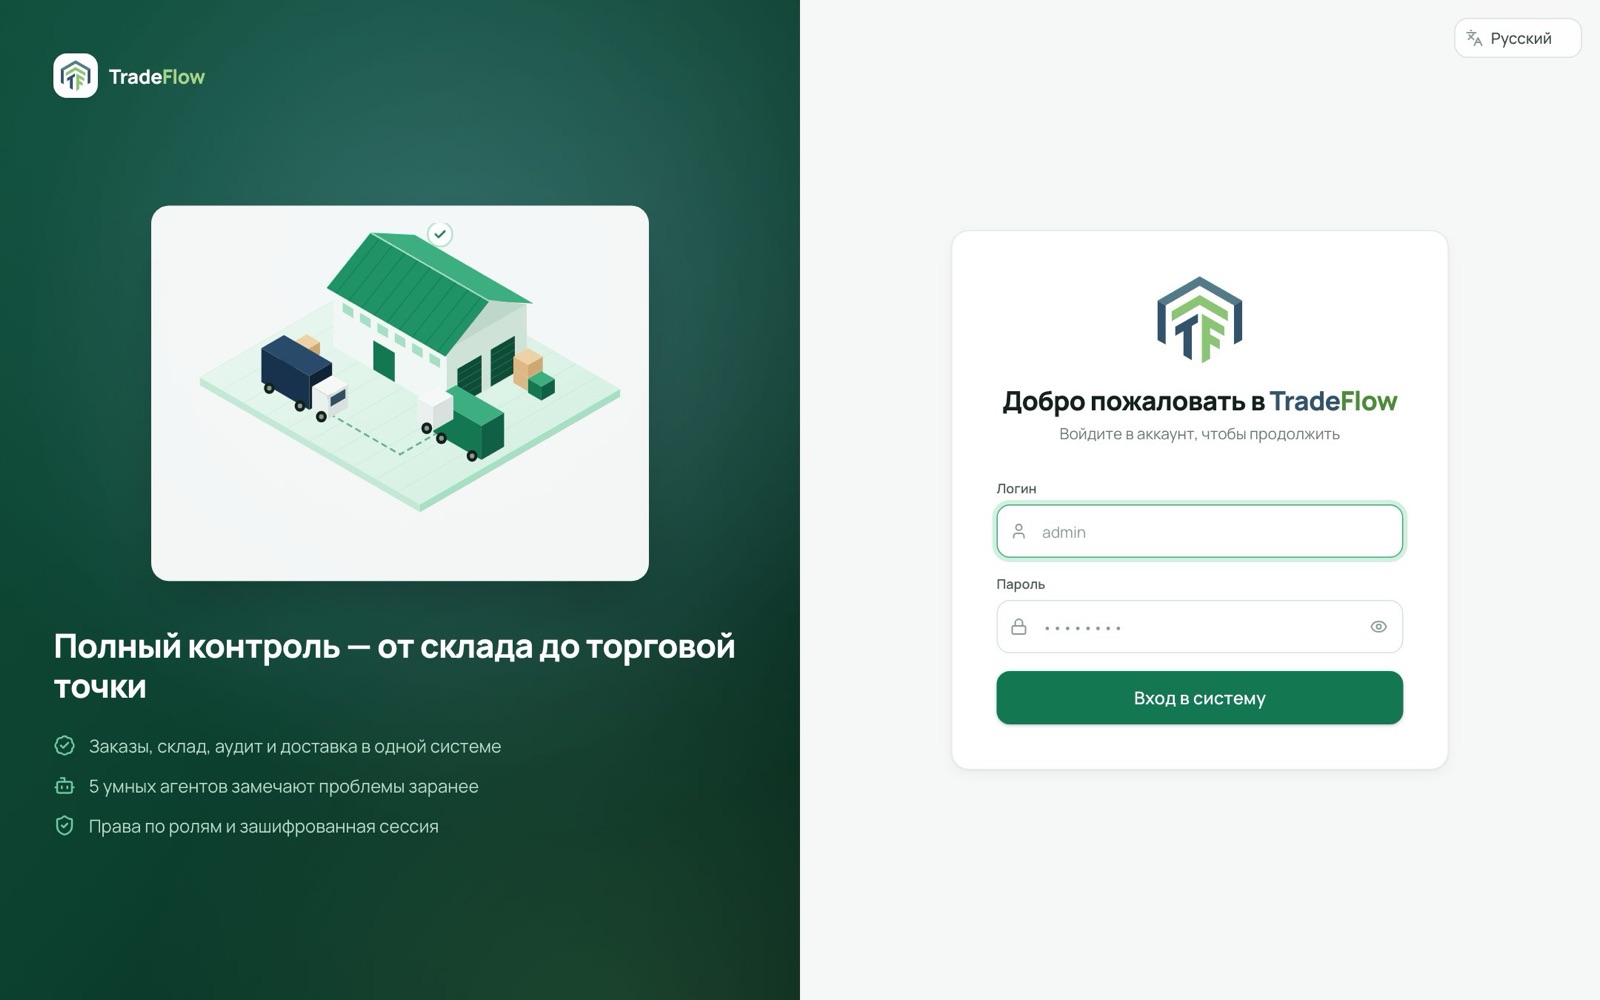 TradeFlow
Полный контроль — от склада до торговой
точки
Заказы, склад, аудит и доставка в одной системе
5 умных агентов замечают проблемы заранее
Права по ролям и зашифрованная сессия
Русский
TF
Добро пожаловать в TradeFlow
Войдите в аккаунт, чтобы продолжить
Логин
admin
Пароль
••••••••
Вход в систему